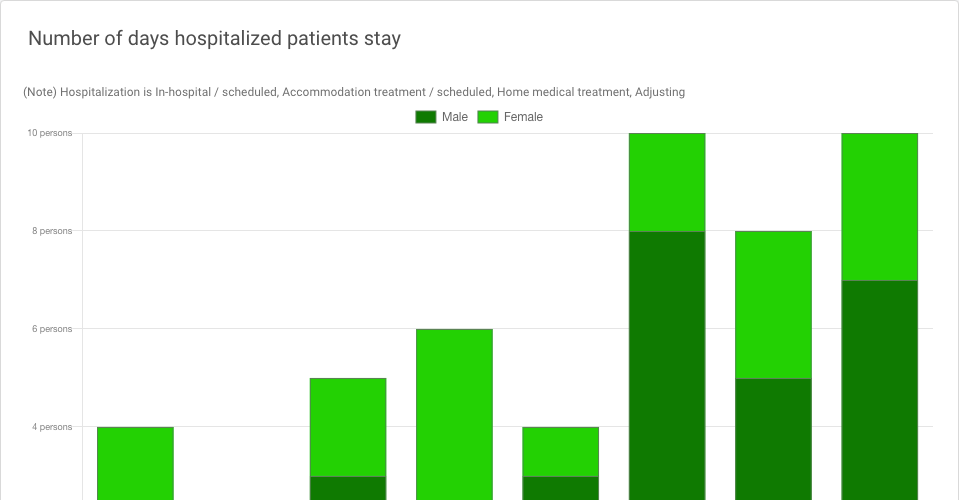 Number of days hospitalized patients stay
(Note) Hospitalization is In-hospital / scheduled, Accommodation treatment / scheduled, Home medical treatment, Adjusting
Male Female
10 persons
8 persons
6 persons
4 persons